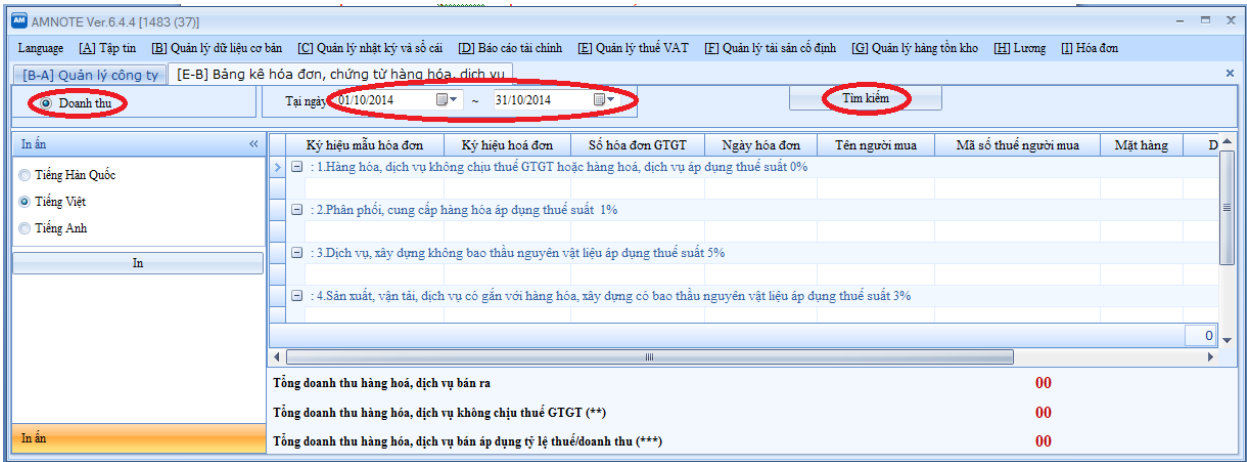 AMNOTE Ver.6.4.4 [1483 (37)]
Language [A] Tập tin [B] Quản lý dữ liệu cơ bản [C] Quản lý nhật ký và sổ cái [D] Báo cáo tài chính [E] Quản lý thuế VAT [F] Quản lý tài sản cố định [G] Quản lý hàng tồn kho [H] Lương [I] Hóa đơn
[B-A] Quản lý công ty [E-B] Bảng kê hóa đơn, chứng từ hàng hóa, dịch vụ
Doanh thu Tại ngày 01/10/2014 ~ 31/10/2014 Tìm kiếm
In ấn « Ký hiệu mẫu hóa đơn Ký hiệu hoá đơn Số hóa đơn GTGT Ngày hóa đơn Tên người mua Mã số thuế người mua Mặt hàng D
: 1.Hàng hóa, dịch vụ không chịu thuế GTGT hoặc hàng hoá, dịch vụ áp dụng thuế suất 0%
Tiếng Hàn Quốc
Tiếng Việt
: 2.Phân phối, cung cấp hàng hóa áp dụng thuế suất 1%
Tiếng Anh
: 3.Dịch vụ, xây dựng không bao thầu nguyên vật liệu áp dụng thuế suất 5%
In
: 4.Sản xuất, vận tải, dịch vụ có gắn với hàng hóa, xây dựng có bao thầu nguyên vật liệu áp dụng thuế suất 3%
0
Tổng doanh thu hàng hoá, dịch vụ bán ra 00
Tổng doanh thu hàng hóa, dịch vụ không chịu thuế GTGT (**) 00
In ấn
Tổng doanh thu hàng hóa, dịch vụ bán áp dụng tỷ lệ thuế/doanh thu (***) 00